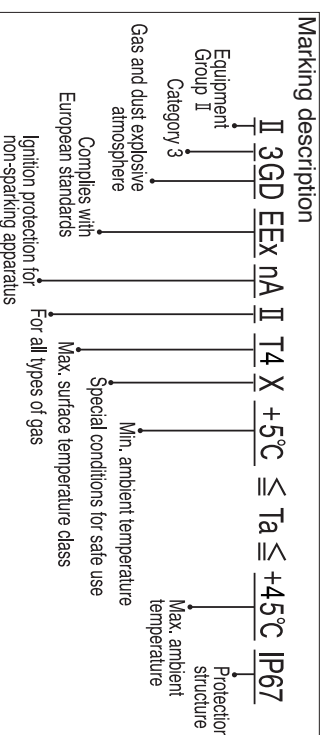 Marking description
II 3GD EEx nA II T4 X +5℃ ≦ Ta ≦ +45℃ IP67
Equipment
Group II
Category 3
Gas and dust explosive
atmosphere
Complies with
European standards
Ignition protection for
non-sparking apparatus
For all types of gas
Max. surface temperature class
Special conditions for safe use
Min. ambient temperature
Max. ambient
temperature
Protection
structure